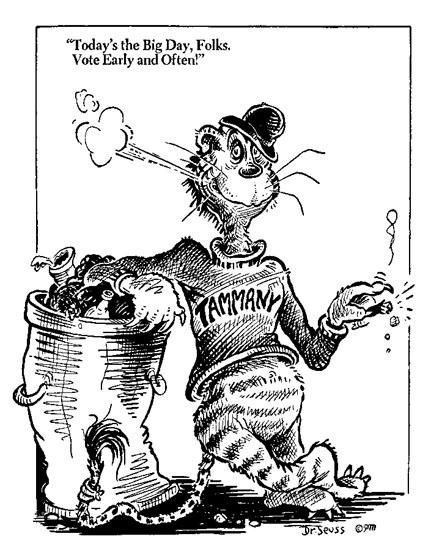 "Today's the Big Day, Folks.
Vote Early and Often!"
TAMMANY
Dr. Seuss ©PM